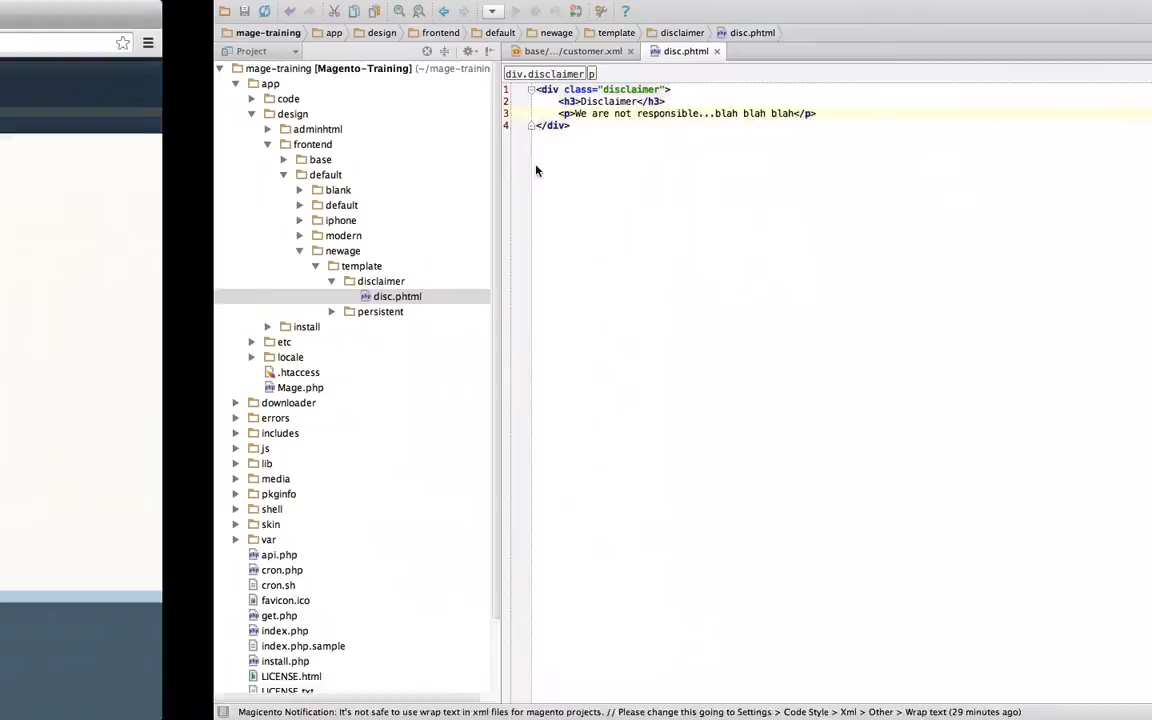 mage-training app design frontend default newage template disclaimer disc.phtml
Project
base/.../customer.xml
disc.phtml
mage-training [Magento-Training] (~/mage-trainin
div.disclaimer p
app
code
design
adminhtml
frontend
base
default
blank
default
iphone
modern
newage
template
disclaimer
disc.phtml
persistent
install
etc
locale
.htaccess
Mage.php
downloader
errors
includes
js
lib
media
pkginfo
shell
skin
var
api.php
cron.php
cron.sh
favicon.ico
get.php
index.php
index.php.sample
install.php
LICENSE.html
LICENSE.txt
1 <div class="disclaimer">
2 <h3>Disclaimer</h3>
3 <p>We are not responsible...blah blah blah</p>
4 </div>
Magicento Notification: It's not safe to use wrap text in xml files for magento projects. // Please change this going to Settings > Code Style > Xml > Other > Wrap text (29 minutes ago)